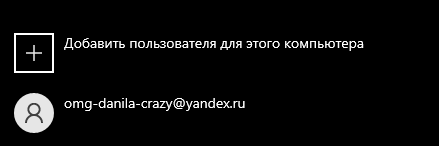 Добавить пользователя для этого компьютера
omg-danila-crazy@yandex.ru